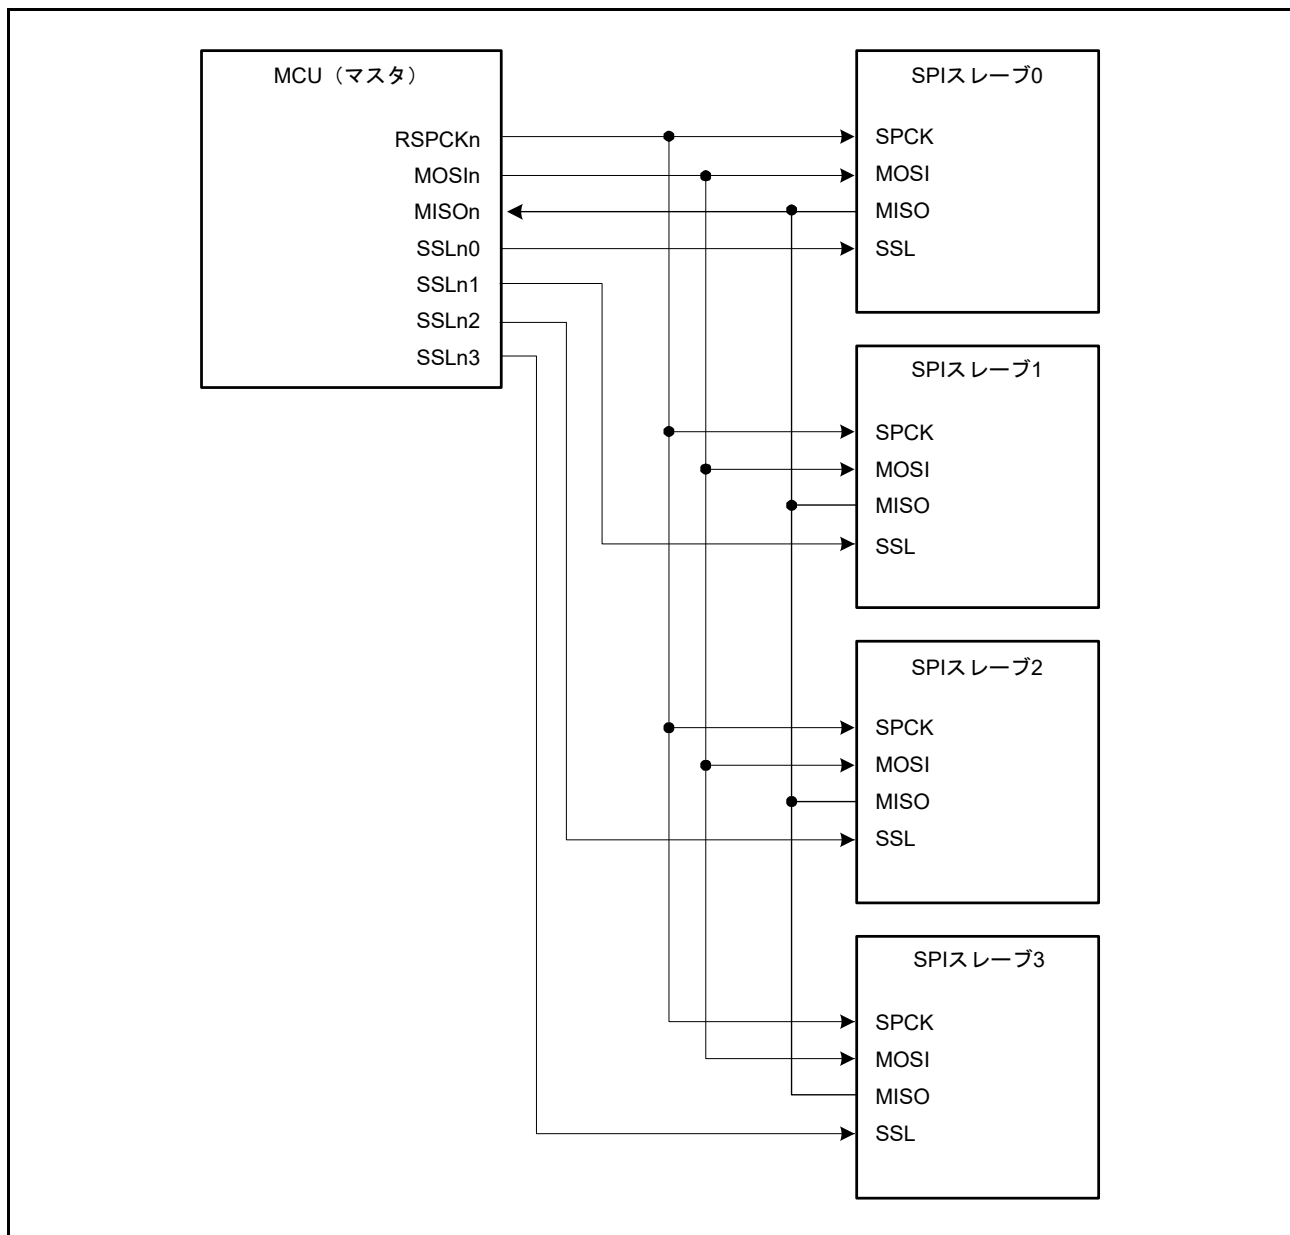 MCU（マスタ）
RSPCKn
MOSIn
MISOn
SSLn0
SSLn1
SSLn2
SSLn3
SPIスレーブ0
SPCK
MOSI
MISO
SSL
SPIスレーブ1
SPCK
MOSI
MISO
SSL
SPIスレーブ2
SPCK
MOSI
MISO
SSL
SPIスレーブ3
SPCK
MOSI
MISO
SSL